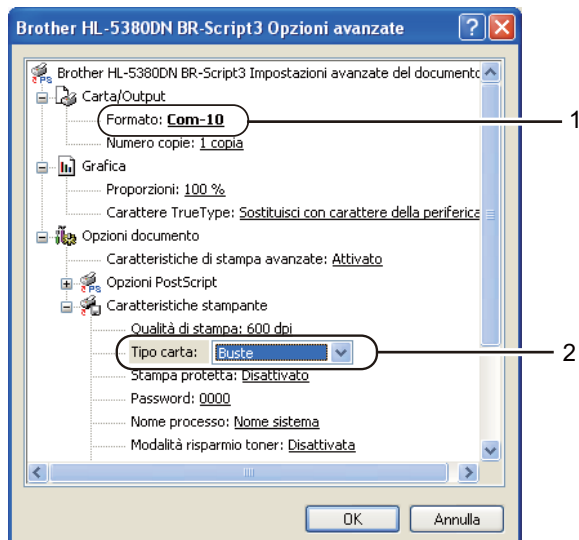 Brother HL-5380DN BR-Script3 Opzioni avanzate
Brother HL-5380DN BR-Script3 Impostazioni avanzate del documento
Carta/Output
Formato: Com-10
1
Numero copie: 1 copia
Grafica
Proporzioni: 100 %
Carattere TrueType: Sostituisci con carattere della periferica
Opzioni documento
Caratteristiche di stampa avanzate: Attivato
Opzioni PostScript
Caratteristiche stampante
Qualità di stampa: 600 dpi
Tipo carta: Buste
2
Stampa protetta: Disattivato
Password: 0000
Nome processo: Nome sistema
Modalità risparmio toner: Disattivata
OK
Annulla